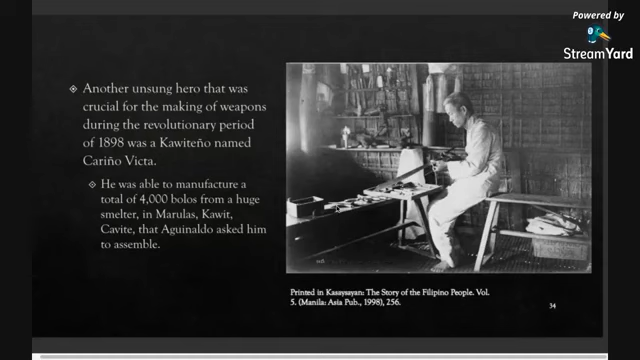 Powered by
StreamYard
Another unsung hero that was
crucial for the making of weapons
during the revolutionary period
of 1898 was a Kawiteño named
Cariño Victa.
He was able to manufacture a
total of 4,000 bolos from a huge
smelter, in Marulas, Kawit,
Cavite, that Aguinaldo asked him
to assemble.
Printed in Kasaysayan: The Story of the Filipino People. Vol.
5. (Manila: Asia Pub., 1998), 256.
34